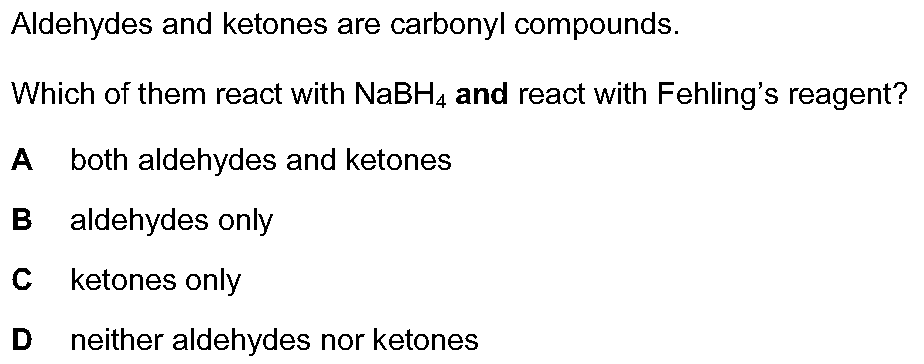 Aldehydes and ketones are carbonyl compounds.
Which of them react with NaBH₄ and react with Fehling’s reagent?
A both aldehydes and ketones
B aldehydes only
C ketones only
D neither aldehydes nor ketones